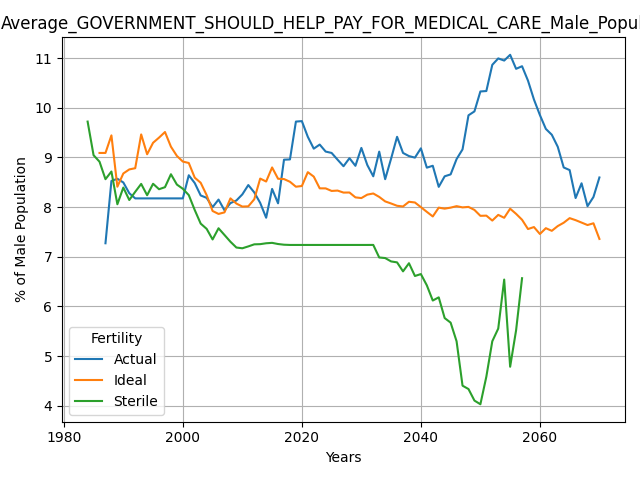 Average_GOVERNMENT_SHOULD_HELP_PAY_FOR_MEDICAL_CARE_Male_Popul
11
10
9
8
7
6
5
4
% of Male Population
Fertility
Actual
Ideal
Sterile
1980
2000
2020
2040
2060
Years